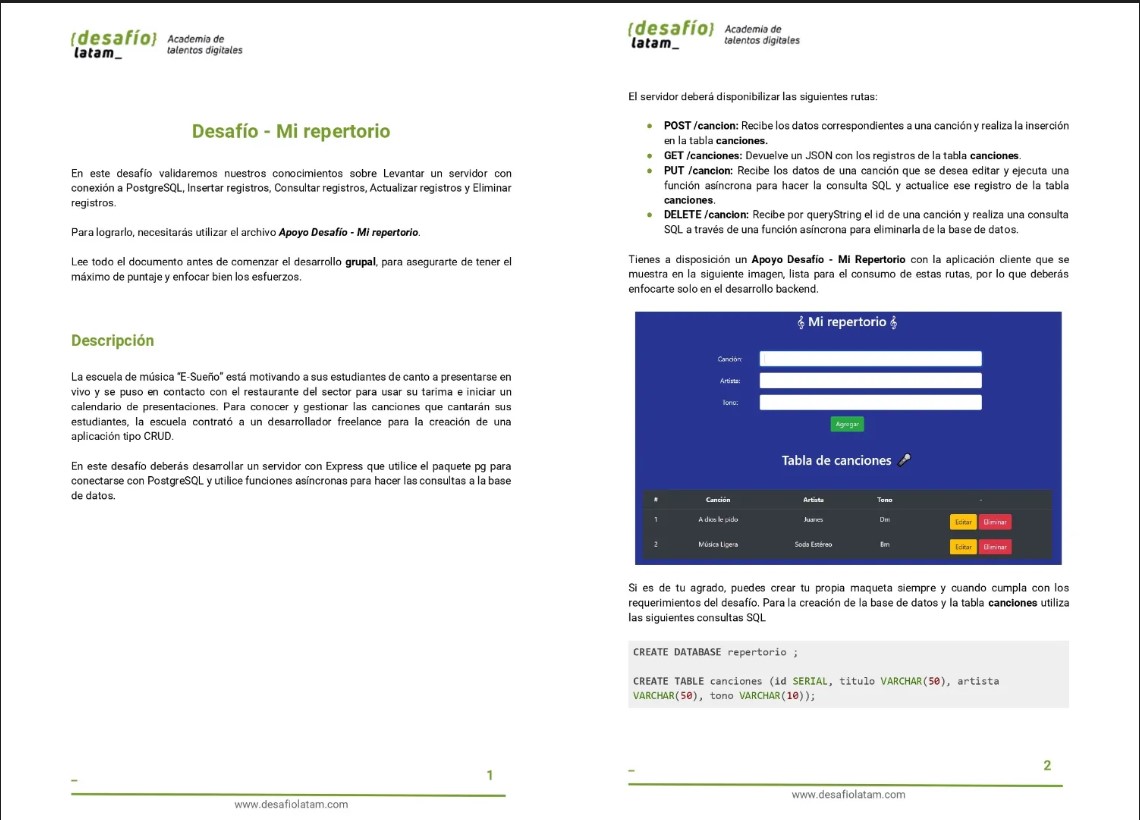 {desafío}
latam_
Academia de
talentos digitales
Desafío - Mi repertorio
En este desafío validaremos nuestros conocimientos sobre Levantar un servidor con
conexión a PostgreSQL, Insertar registros, Consultar registros, Actualizar registros y Eliminar
registros.
Para lograrlo, necesitarás utilizar el archivo Apoyo Desafío - Mi repertorio.
Lee todo el documento antes de comenzar el desarrollo grupal, para asegurarte de tener el
máximo de puntaje y enfocar bien los esfuerzos.
Descripción
La escuela de música “E-Sueño” está motivando a sus estudiantes de canto a presentarse en
vivo y se puso en contacto con el restaurante del sector para usar su tarima e iniciar un
calendario de presentaciones. Para conocer y gestionar las canciones que cantarán sus
estudiantes, la escuela contrató a un desarrollador freelance para la creación de una
aplicación tipo CRUD.
En este desafío deberás desarrollar un servidor con Express que utilice el paquete pg para
conectarse con PostgreSQL y utilice funciones asíncronas para hacer las consultas a la base
de datos.
_
1
www.desafiolatam.com
{desafío}
latam_
Academia de
talentos digitales
El servidor deberá disponibilizar las siguientes rutas:
● POST /cancion: Recibe los datos correspondientes a una canción y realiza la inserción
en la tabla canciones.
● GET /canciones: Devuelve un JSON con los registros de la tabla canciones.
● PUT /cancion: Recibe los datos de una canción que se desea editar y ejecuta una
función asíncrona para hacer la consulta SQL y actualice ese registro de la tabla
canciones.
● DELETE /cancion: Recibe por queryString el id de una canción y realiza una consulta
SQL a través de una función asíncrona para eliminarla de la base de datos.
Tienes a disposición un Apoyo Desafío - Mi Repertorio con la aplicación cliente que se
muestra en la siguiente imagen, lista para el consumo de estas rutas, por lo que deberás
enfocarte solo en el desarrollo backend.
𝄞 Mi repertorio 𝄞
Canción:
Artista:
Tono:
Agregar
Tabla de canciones 🎤
# Canción Artista Tono -
1 A dios le pido Juanes Dm Editar Eliminar
2 Música Ligera Soda Estéreo Bm Editar Eliminar
Si es de tu agrado, puedes crear tu propia maqueta siempre y cuando cumpla con los
requerimientos del desafío. Para la creación de la base de datos y la tabla canciones utiliza
las siguientes consultas SQL
CREATE DATABASE repertorio ;
CREATE TABLE canciones (id SERIAL, titulo VARCHAR(50), artista
VARCHAR(50), tono VARCHAR(10));
_
2
www.desafiolatam.com